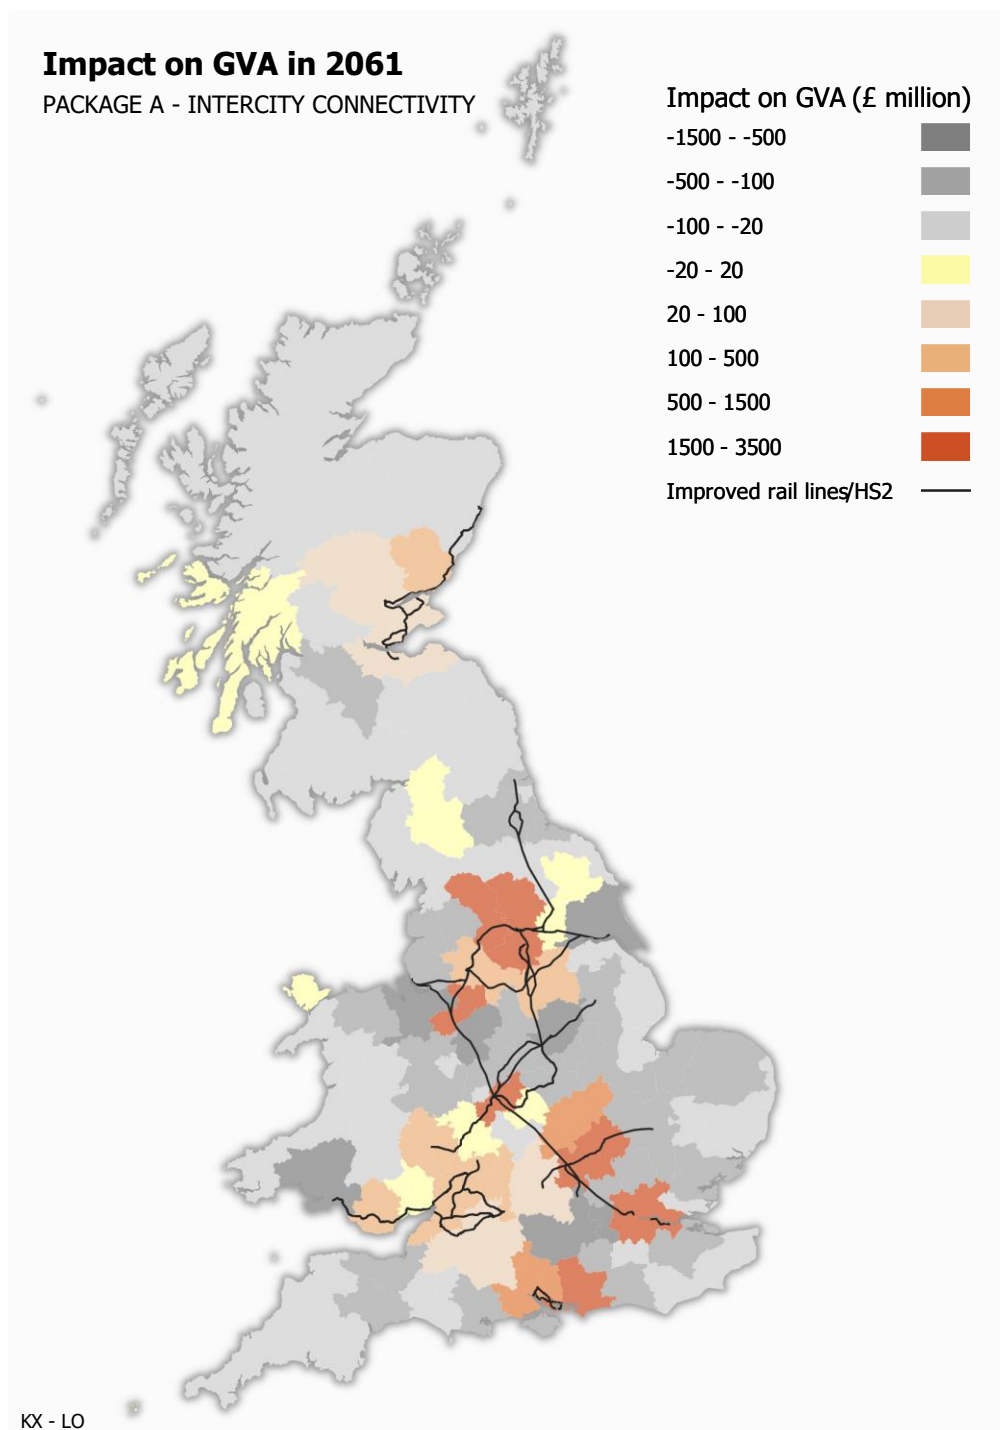 Impact on GVA in 2061
PACKAGE A - INTERCITY CONNECTIVITY
Impact on GVA (£ million)
-1500 - -500
-500 - -100
-100 - -20
-20 - 20
20 - 100
100 - 500
500 - 1500
1500 - 3500
Improved rail lines/HS2
KX - LO